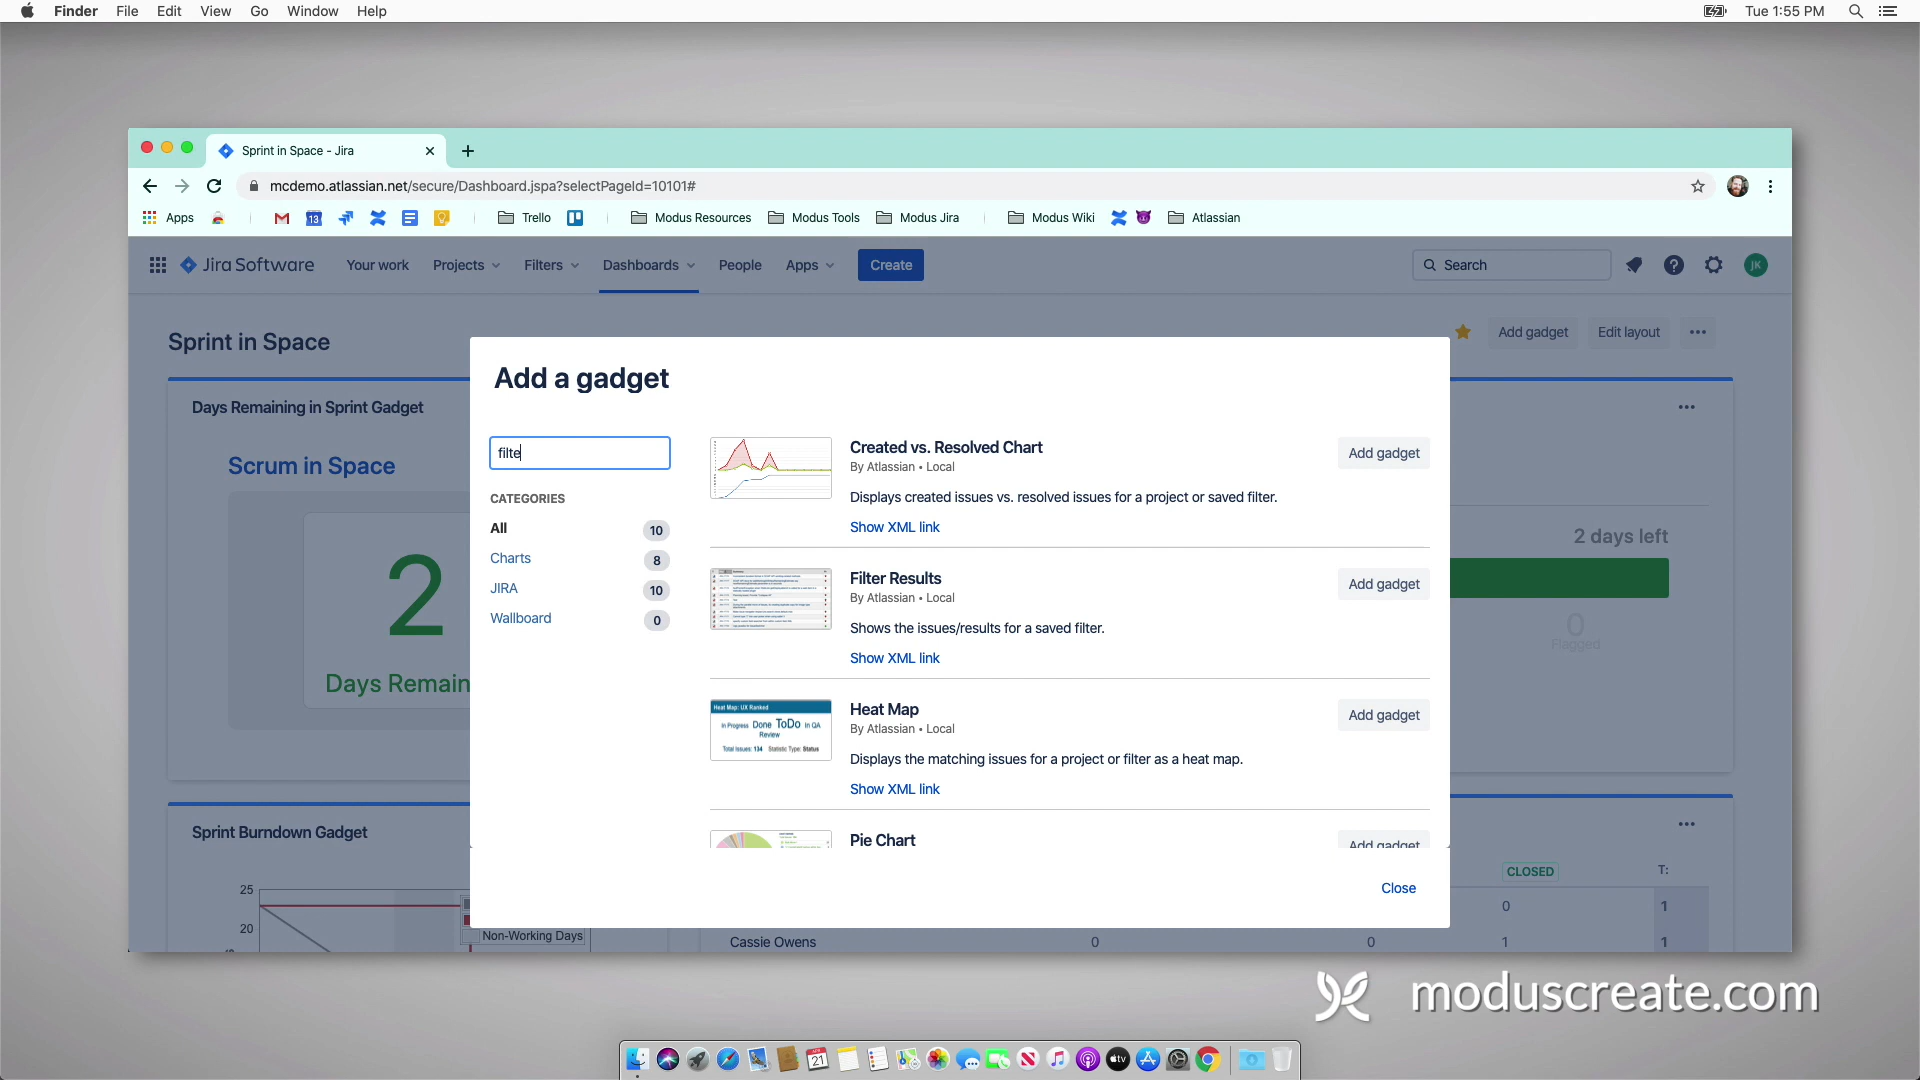 Finder File Edit View Go Window Help Tue 1:55 PM
Sprint in Space - Jira
mcdemo.atlassian.net/secure/Dashboard.jspa?selectPageId=10101#
Apps 13 Trello Modus Resources Modus Tools Modus Jira Modus Wiki Atlassian
Jira Software Your work Projects Filters Dashboards People Apps Create Search JK
Sprint in Space Add gadget Edit layout
Days Remaining in Sprint Gadget
Scrum in Space
2
Days Remain
2 days left
0
Flagged
Add a gadget
filte
CATEGORIES
All 10
Charts 8
JIRA 10
Wallboard 0
Created vs. Resolved Chart
By Atlassian • Local
Add gadget
Displays created issues vs. resolved issues for a project or saved filter.
Show XML link
Filter Results
By Atlassian • Local
Add gadget
Shows the issues/results for a saved filter.
Show XML link
Heat Map: UX Ranked
In Progress Done ToDo In QA
Review
Total Issues: 134 Statistic Type: Status
Heat Map
By Atlassian • Local
Add gadget
Displays the matching issues for a project or filter as a heat map.
Show XML link
Pie Chart
Add gadget
Close
Sprint Burndown Gadget
25
20
Non-Working Days
CLOSED T:
0 1
Cassie Owens 0 0 1 1
moduscreate.com
21
tv